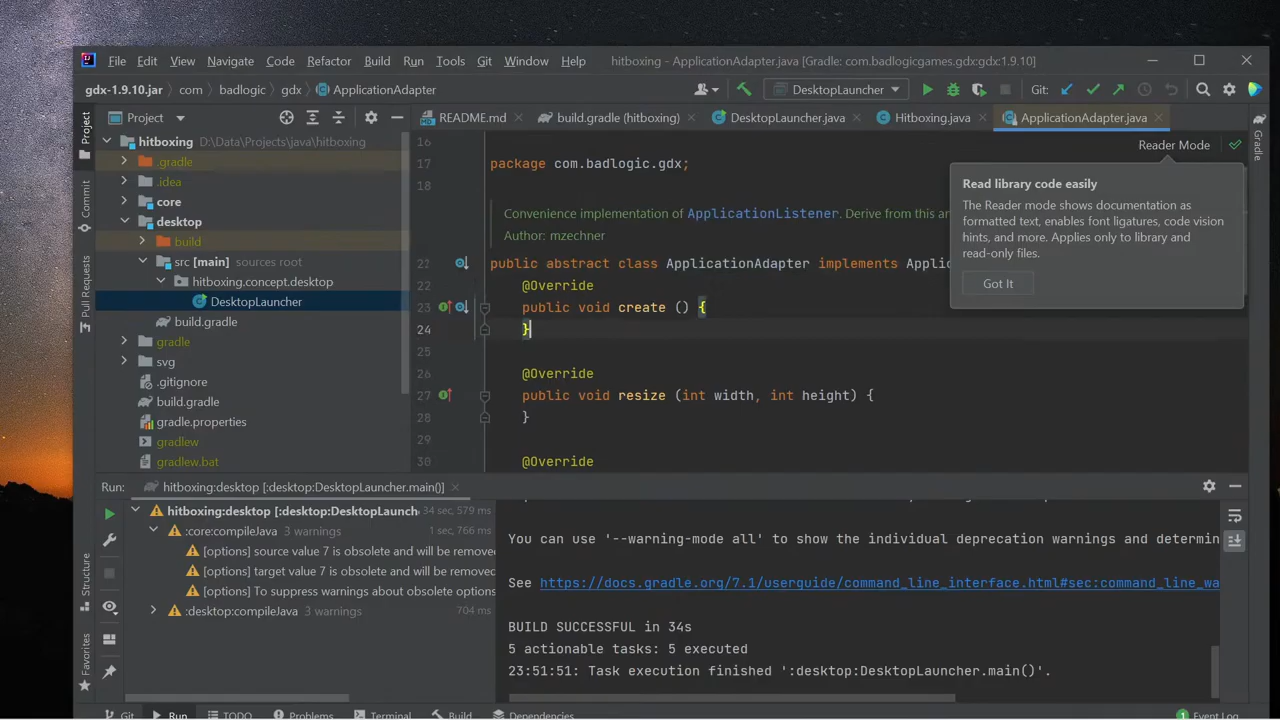 File Edit View Navigate Code Refactor Build Run Tools Git Window Help hitboxing - ApplicationAdapter.java [Gradle: com.badlogicgames.gdx:gdx:1.9.10]
gdx-1.9.10.jar com badlogic gdx ApplicationAdapter DesktopLauncher Git:
Project
README.md build.gradle (hitboxing) DesktopLauncher.java Hitboxing.java ApplicationAdapter.java
Project
Commit
Pull Requests
Structure
Favorites
Gradle
hitboxing D:\Data\Projects\java\hitboxing
.gradle
.idea
core
desktop
build
src [main] sources root
hitboxing.concept.desktop
DesktopLauncher
build.gradle
gradle
svg
.gitignore
build.gradle
gradle.properties
gradlew
gradlew.bat
16
17 package com.badlogic.gdx;
18
Convenience implementation of ApplicationListener. Derive from this an
Author: mzechner
22 public abstract class ApplicationAdapter implements Applic
22 @Override
23 public void create () {
24 }
25
26 @Override
27 public void resize (int width, int height) {
28 }
29
30 @Override
Reader Mode
Read library code easily
The Reader mode shows documentation as
formatted text, enables font ligatures, code vision
hints, and more. Applies only to library and
read-only files.
Got It
Run: hitboxing:desktop [:desktop:DesktopLauncher.main()]
hitboxing:desktop [:desktop:DesktopLaunch 34 sec, 579 ms
:core:compileJava 3 warnings 1 sec, 766 ms
[options] source value 7 is obsolete and will be remove
[options] target value 7 is obsolete and will be removed
[options] To suppress warnings about obsolete options
:desktop:compileJava 3 warnings 704 ms
You can use '--warning-mode all' to show the individual deprecation warnings and determin
See https://docs.gradle.org/7.1/userguide/command_line_interface.html#sec:command_line_wa
BUILD SUCCESSFUL in 34s
5 actionable tasks: 5 executed
23:51:51: Task execution finished ':desktop:DesktopLauncher.main()'.
Git Run TODO Problems Terminal Build Dependencies 1 Event Log